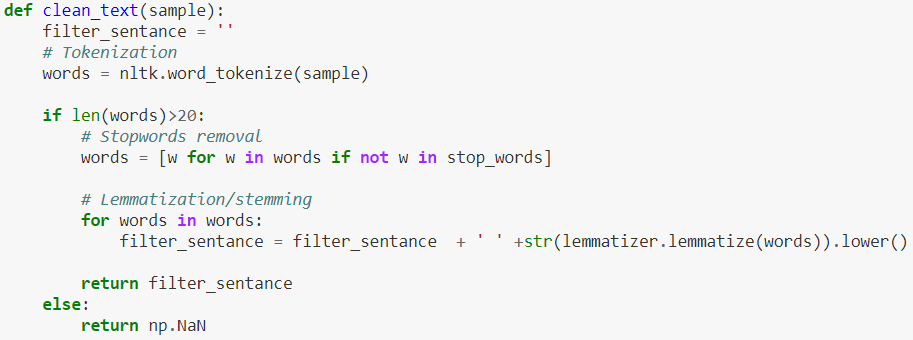 def clean_text(sample):
    filter_sentance = ''
    # Tokenization
    words = nltk.word_tokenize(sample)

    if len(words)>20:
        # Stopwords removal
        words = [w for w in words if not w in stop_words]

        # Lemmatization/stemming
        for words in words:
            filter_sentance = filter_sentance  + ' ' +str(lemmatizer.lemmatize(words)).lower()

        return filter_sentance
    else:
        return np.NaN